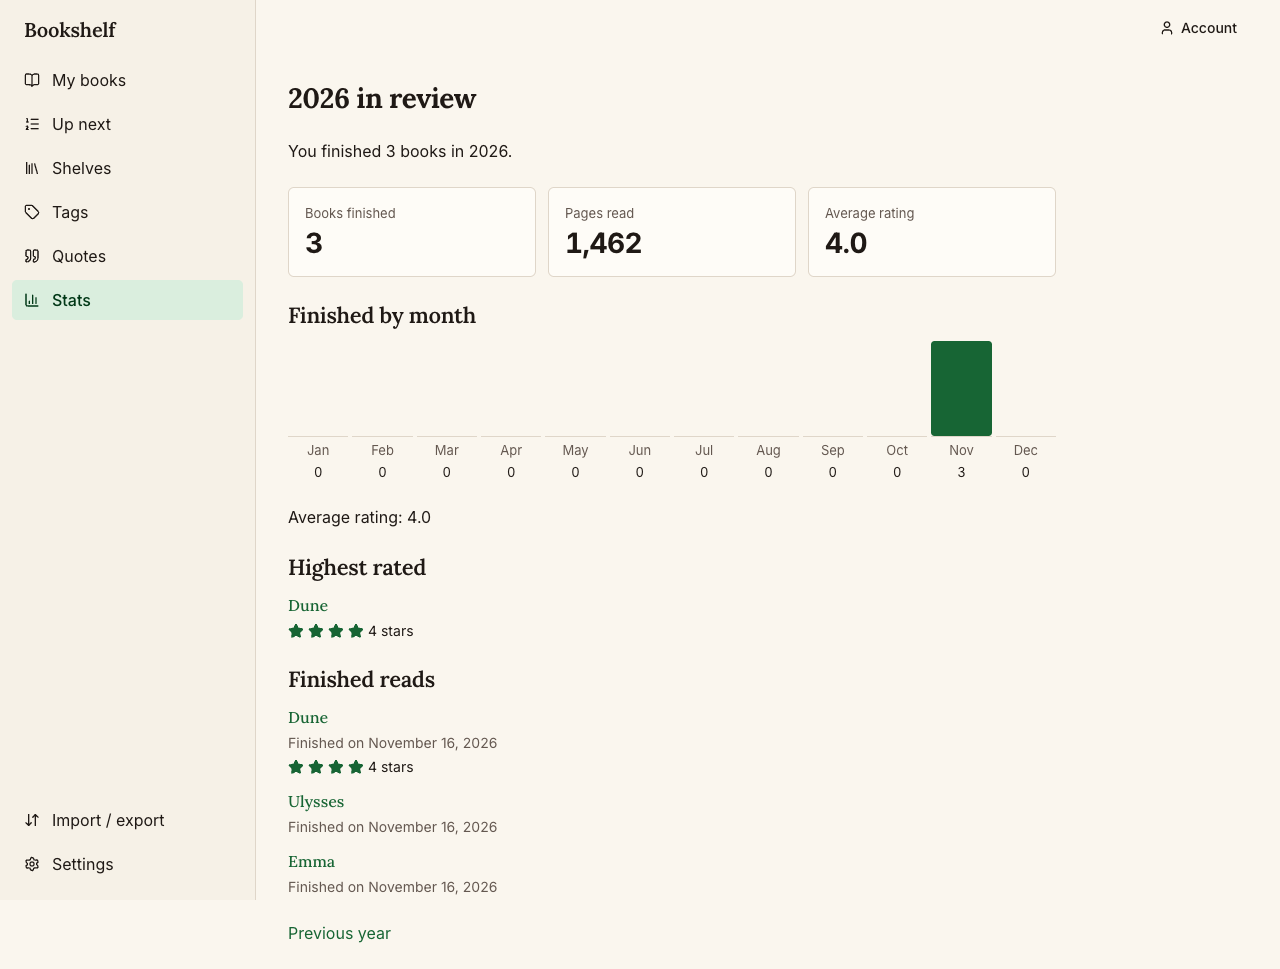 Bookshelf
My books
Up next
Shelves
Tags
Quotes
Stats
Import / export
Settings
Account
2026 in review
You finished 3 books in 2026.
Books finished
3
Pages read
1,462
Average rating
4.0
Finished by month
Jan Feb Mar Apr May Jun Jul Aug Sep Oct Nov Dec
0 0 0 0 0 0 0 0 0 0 3 0
Average rating: 4.0
Highest rated
Dune
4 stars
Finished reads
Dune
Finished on November 16, 2026
4 stars
Ulysses
Finished on November 16, 2026
Emma
Finished on November 16, 2026
Previous year